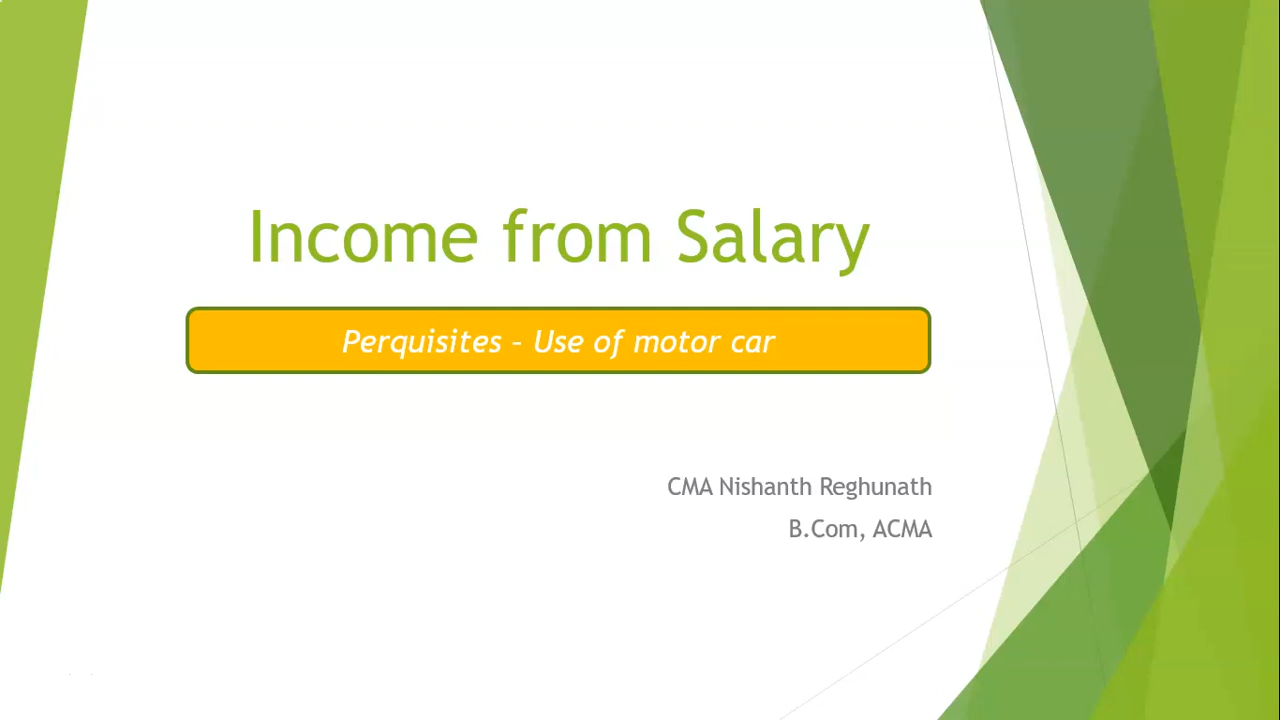 Income from Salary
Perquisites – Use of motor car
CMA Nishanth Reghunath
B.Com, ACMA